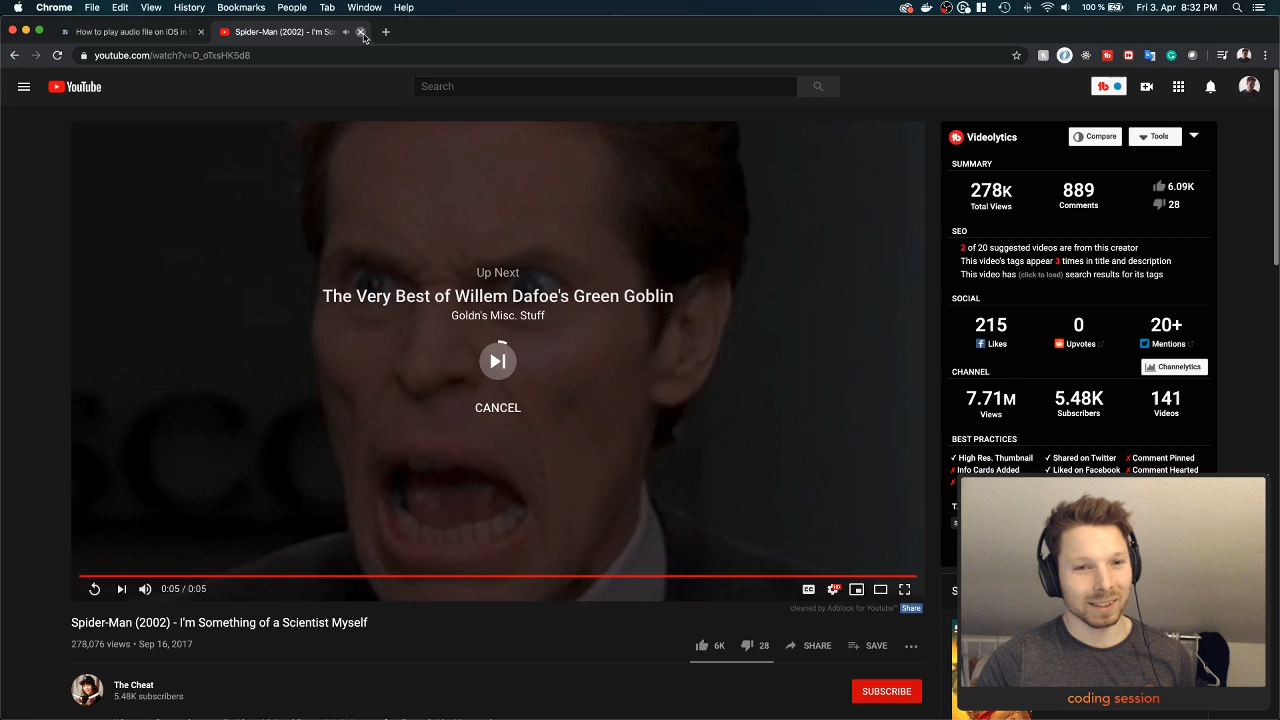 Chrome File Edit View History Bookmarks People Tab Window Help 100 % Fri 3. Apr 8:32 PM
How to play audio file on iOS in S
Spider-Man (2002) - I'm So
youtube.com/watch?v=D_oTxsHK5d8
YouTube
Search
Up Next
The Very Best of Willem Dafoe's Green Goblin
Goldn's Misc. Stuff
CANCEL
0:05 / 0:05
cleaned by Adblock for Youtube™ Share
Spider-Man (2002) - I'm Something of a Scientist Myself
278,076 views • Sep 16, 2017
6K 28 SHARE SAVE
The Cheat
5.48K subscribers
SUBSCRIBE
Videolytics Compare Tools
SUMMARY
278K 889 6.09K
Total Views Comments 28
SEO
2 of 20 suggested videos are from this creator
This video's tags appear 3 times in title and description
This video has (click to load) search results for its tags
SOCIAL
215 0 20+
Likes Upvotes Mentions
Channelytics
CHANNEL
7.71M 5.48K 141
Views Subscribers Videos
BEST PRACTICES
High Res. Thumbnail Shared on Twitter Comment Pinned
Info Cards Added Liked on Facebook Comment Hearted
coding session